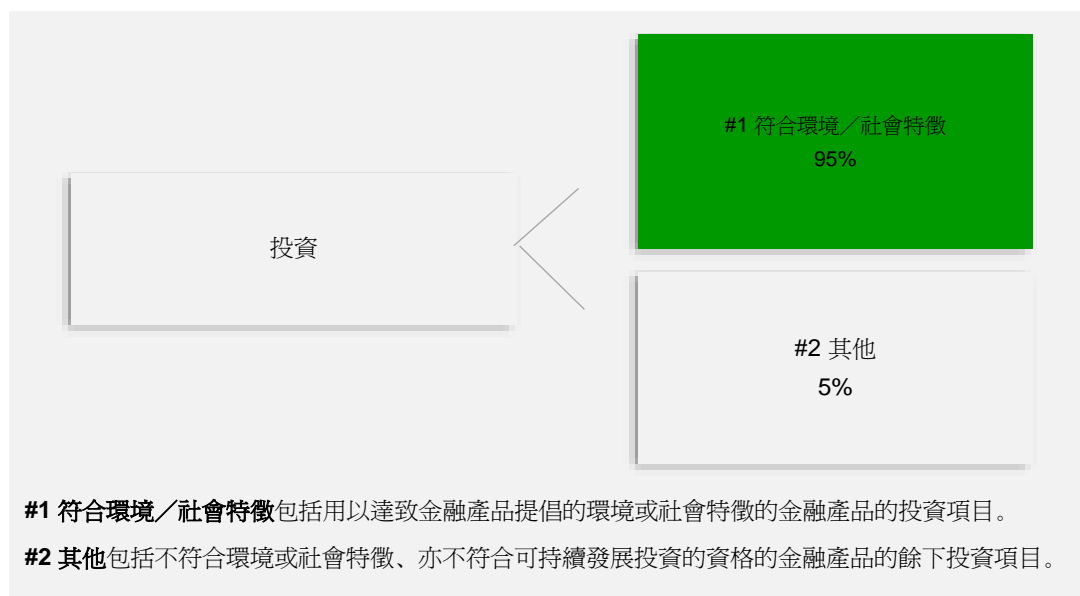 #1 符合環境／社會特徵
95%
投資
#2 其他
5%
#1 符合環境／社會特徵包括用以達致金融產品提倡的環境或社會特徵的金融產品的投資項目。
#2 其他包括不符合環境或社會特徵、亦不符合可持續發展投資的資格的金融產品的餘下投資項目。